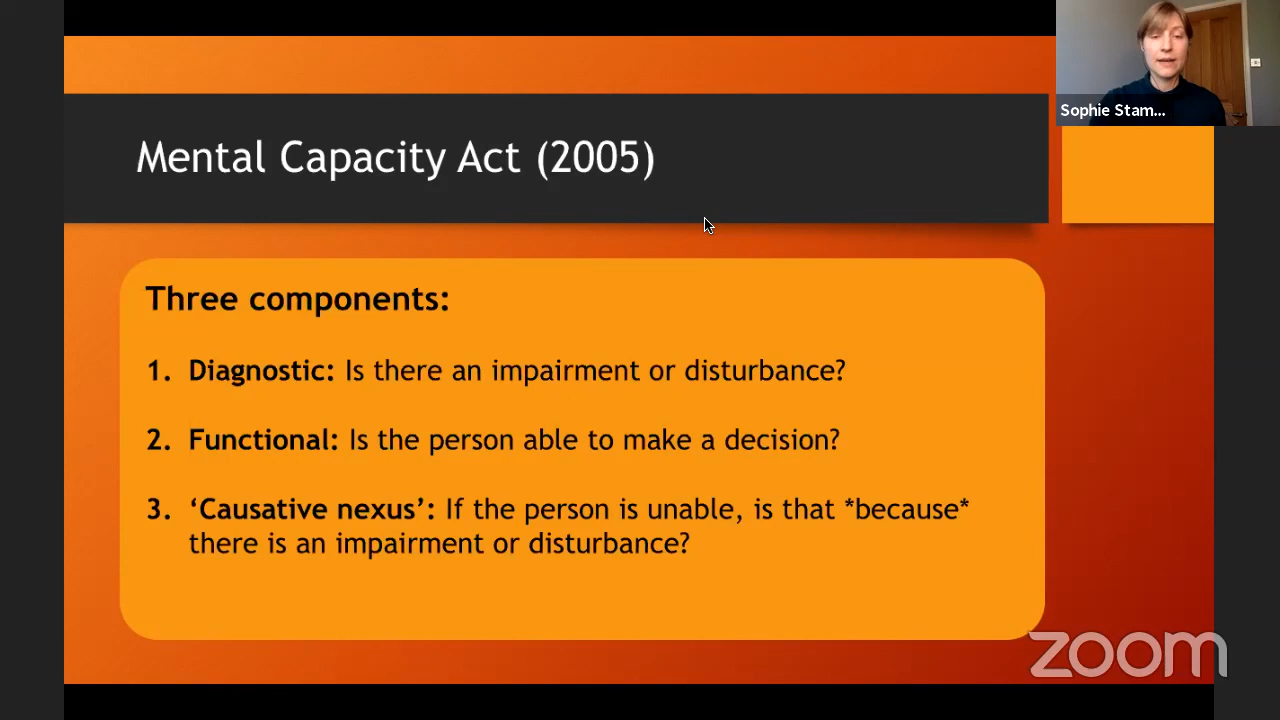 Sophie Stam...
Mental Capacity Act (2005)
Three components:
1. Diagnostic: Is there an impairment or disturbance?
2. Functional: Is the person able to make a decision?
3. ‘Causative nexus’: If the person is unable, is that *because*
there is an impairment or disturbance?
zoom